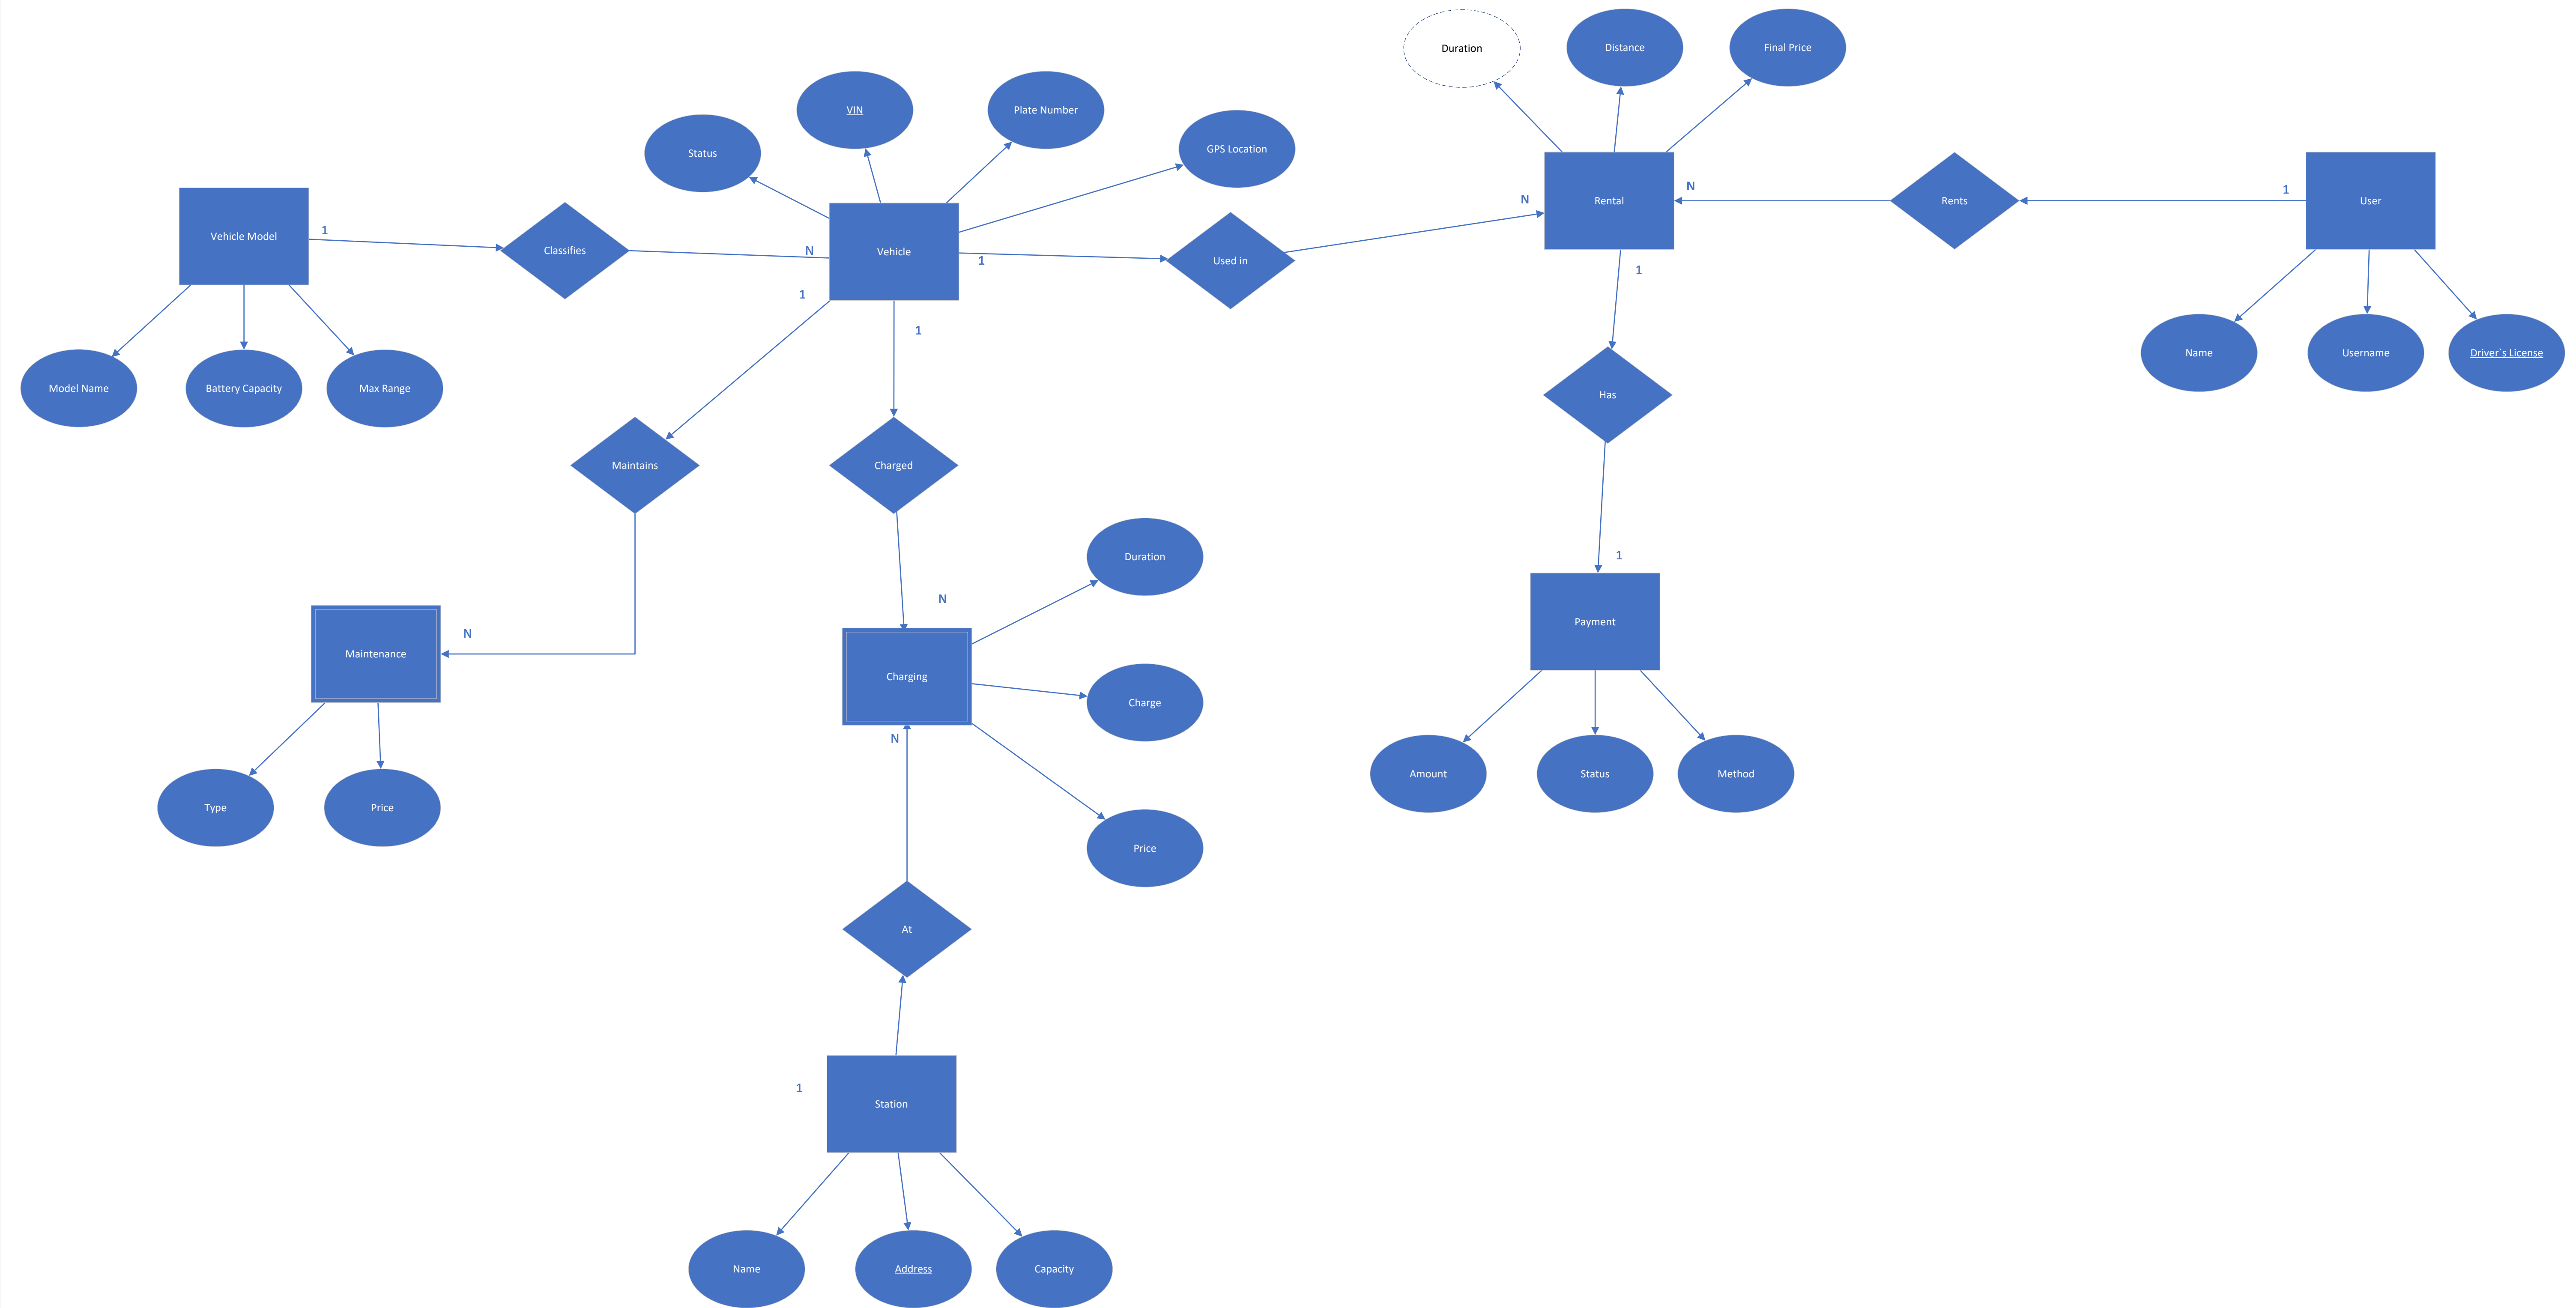 Duration
Distance
Final Price
VIN
Plate Number
Status
GPS Location
Vehicle Model
1
Classifies
N
Vehicle
1
Used in
N
Rental
N
Rents
1
User
1
1
1
Model Name
Battery Capacity
Max Range
Has
Name
Username
Driver`s License
Maintains
Charged
Duration
1
N
N
Maintenance
Charging
Payment
Charge
N
Type
Price
Price
Amount
Status
Method
At
1
Station
Name
Address
Capacity